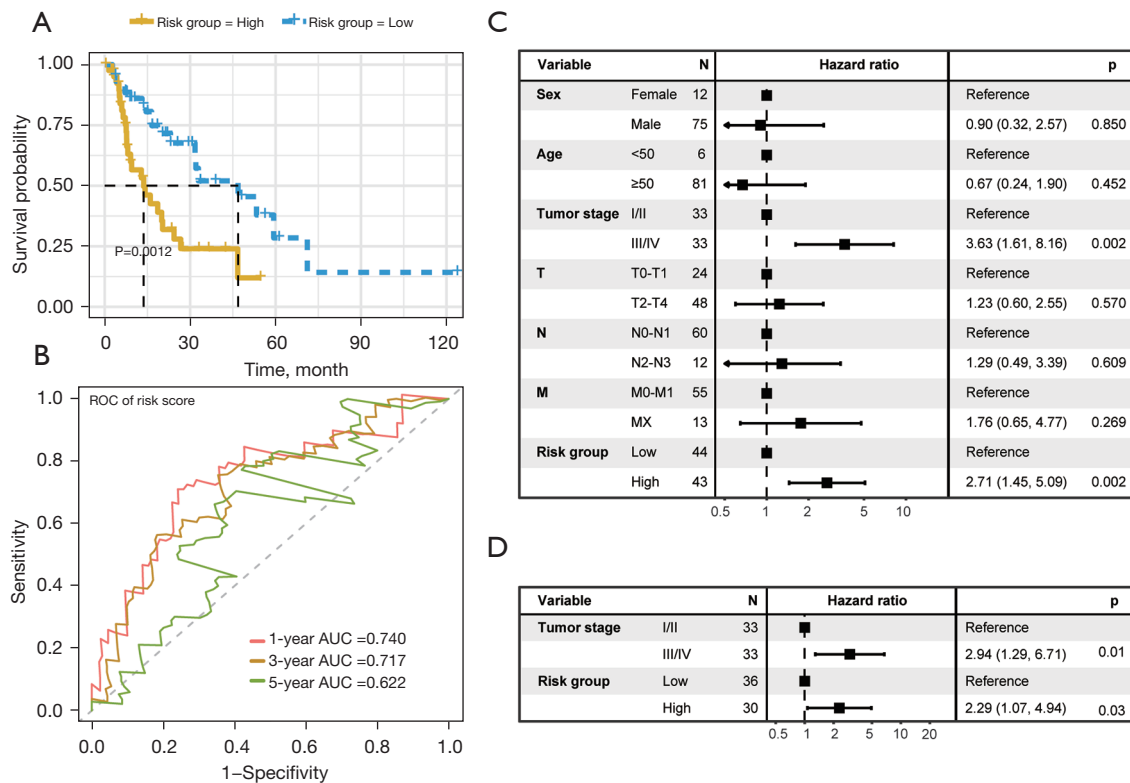 A
Risk group = High
Risk group = Low
Survival probability
1.00
0.75
0.50
0.25
0.00
P=0.0012
0 30 60 90 120
Time, month
B
ROC of risk score
Sensitivity
1.0
0.8
0.6
0.4
0.2
0.0
1-year AUC =0.740
3-year AUC =0.717
5-year AUC =0.622
0.0 0.2 0.4 0.6 0.8 1.0
1–Specifivity
C
Variable N Hazard ratio p
Sex Female 12 Reference
Male 75 0.90 (0.32, 2.57) 0.850
Age <50 6 Reference
≥50 81 0.67 (0.24, 1.90) 0.452
Tumor stage I/II 33 Reference
III/IV 33 3.63 (1.61, 8.16) 0.002
T T0-T1 24 Reference
T2-T4 48 1.23 (0.60, 2.55) 0.570
N N0-N1 60 Reference
N2-N3 12 1.29 (0.49, 3.39) 0.609
M M0-M1 55 Reference
MX 13 1.76 (0.65, 4.77) 0.269
Risk group Low 44 Reference
High 43 2.71 (1.45, 5.09) 0.002
0.5 1 2 5 10
D
Variable N Hazard ratio p
Tumor stage I/II 33 Reference
III/IV 33 2.94 (1.29, 6.71) 0.01
Risk group Low 36 Reference
High 30 2.29 (1.07, 4.94) 0.03
0.5 1 2 5 10 20